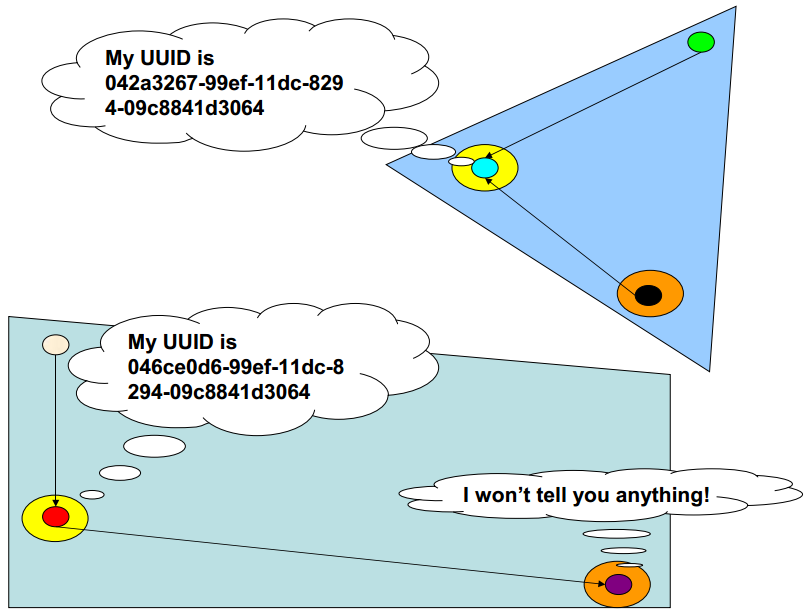 My UUID is
042a3267-99ef-11dc-829
4-09c8841d3064
My UUID is
046ce0d6-99ef-11dc-8
294-09c8841d3064
I won’t tell you anything!